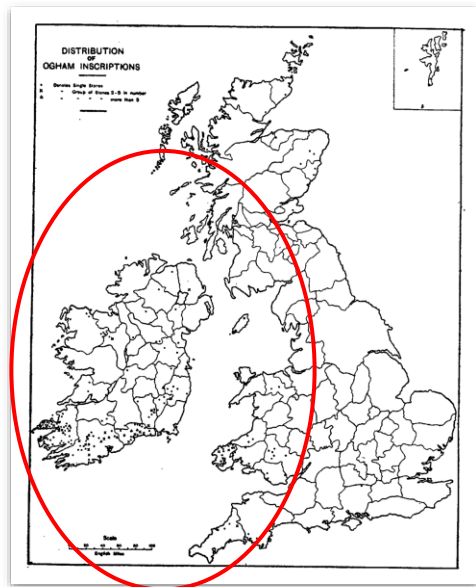 DISTRIBUTION
OF
OGHAM INSCRIPTIONS
Denotes Single Stones
" Group of Stones 2-5 in number
" " " " more than 5
Scale
English Miles